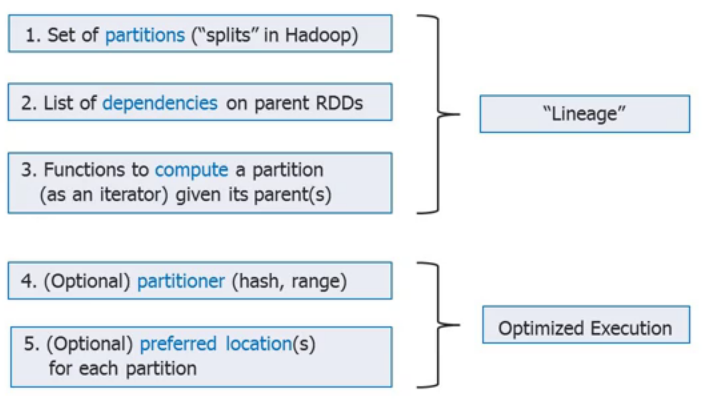 1. Set of partitions (“splits” in Hadoop)
2. List of dependencies on parent RDDs
3. Functions to compute a partition
(as an iterator) given its parent(s)
“Lineage”
4. (Optional) partitioner (hash, range)
5. (Optional) preferred location(s)
for each partition
Optimized Execution